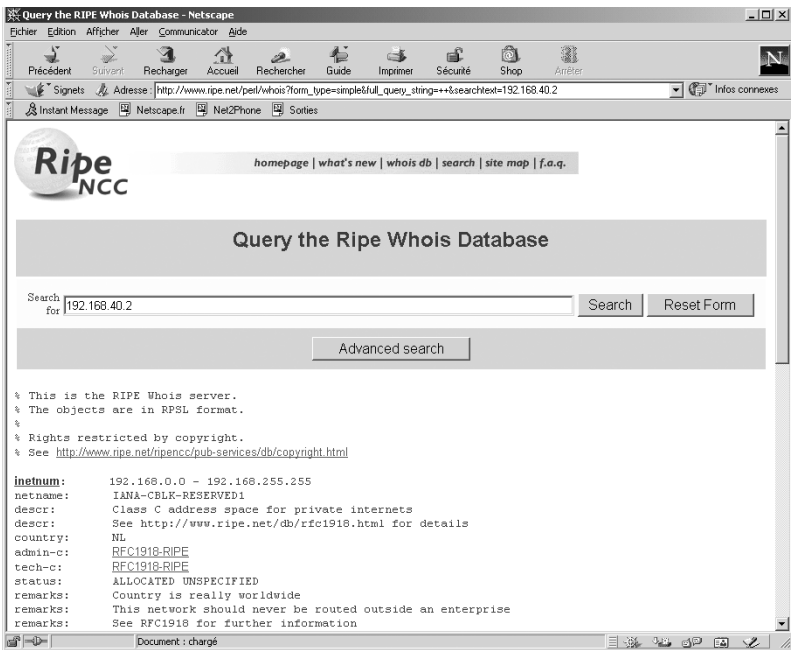 Query the RIPE Whois Database - Netscape
Fichier Edition Afficher Aller Communicator Aide
Précédent Suivant Recharger Accueil Rechercher Guide Imprimer Sécurité Shop Arrêter
N
Signets Adresse : http://www.ripe.net/perl/whois?form_type=simple&full_query_string=++&searchtext=192.168.40.2 Infos connexes
Instant Message Netscape.fr Net2Phone Sorties
Ripe
NCC
homepage | what's new | whois db | search | site map | f.a.q.
Query the Ripe Whois Database
Search for 192.168.40.2 Search Reset Form
Advanced search
% This is the RIPE Whois server.
% The objects are in RPSL format.
%
% Rights restricted by copyright.
% See http://www.ripe.net/ripencc/pub-services/db/copyright.html
inetnum: 192.168.0.0 - 192.168.255.255
netname: IANA-CBLK-RESERVED1
descr: Class C address space for private internets
descr: See http://www.ripe.net/db/rfc1918.html for details
country: NL
admin-c: RFC1918-RIPE
tech-c: RFC1918-RIPE
status: ALLOCATED UNSPECIFIED
remarks: Country is really worldwide
remarks: This network should never be routed outside an enterprise
remarks: See RFC1918 for further information
Document : chargé